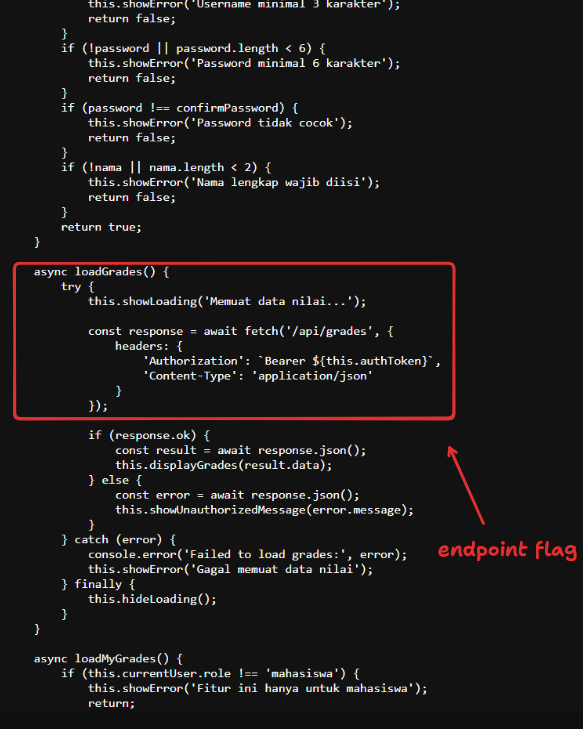 this.showError('Username minimal 3 karakter');
return false;
}
if (!password || password.length < 6) {
this.showError('Password minimal 6 karakter');
return false;
}
if (password !== confirmPassword) {
this.showError('Password tidak cocok');
return false;
}
if (!nama || nama.length < 2) {
this.showError('Nama lengkap wajib diisi');
return false;
}
return true;
}
async loadGrades() {
try {
this.showLoading('Memuat data nilai...');
const response = await fetch('/api/grades', {
headers: {
'Authorization': `Bearer ${this.authToken}`,
'Content-Type': 'application/json'
}
});
if (response.ok) {
const result = await response.json();
this.displayGrades(result.data);
} else {
const error = await response.json();
this.showUnauthorizedMessage(error.message);
}
} catch (error) {
console.error('Failed to load grades:', error);
this.showError('Gagal memuat data nilai');
} finally {
this.hideLoading();
}
}
endpoint flag
async loadMyGrades() {
if (this.currentUser.role !== 'mahasiswa') {
this.showError('Fitur ini hanya untuk mahasiswa');
return;